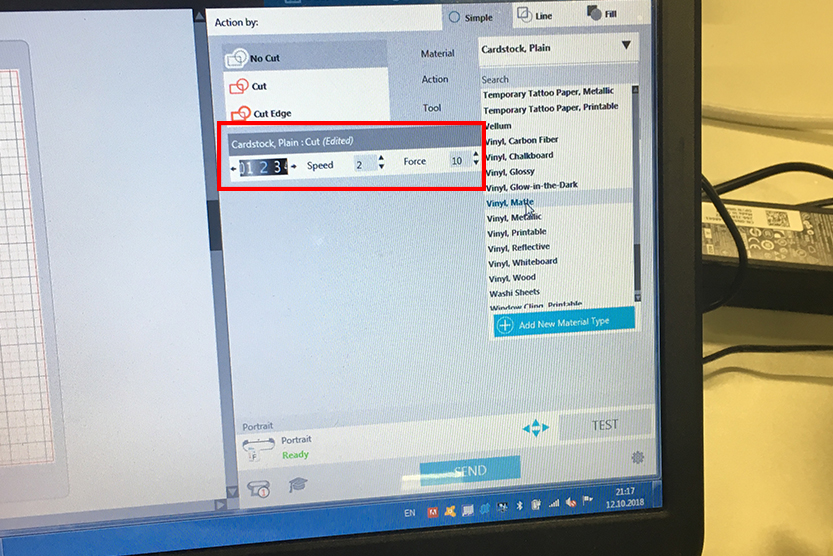 Action by:
Simple
Line
Fill
No Cut
Cut
Cut Edge
Material
Cardstock, Plain
Action
Tool
Search
Cardstock, Plain : Cut (Edited)
1 2 3
Speed
2
Force
10
Temporary Tattoo Paper, Metallic
Temporary Tattoo Paper, Printable
Vellum
Vinyl, Carbon Fiber
Vinyl, Chalkboard
Vinyl, Glossy
Vinyl, Glow-in-the-Dark
Vinyl, Matte
Vinyl, Metallic
Vinyl, Printable
Vinyl, Reflective
Vinyl, Whiteboard
Vinyl, Wood
Washi Sheets
Window Cling, Printable
Add New Material Type
Portrait
Portrait
Ready
TEST
SEND
EN
21:17
12.10.2018